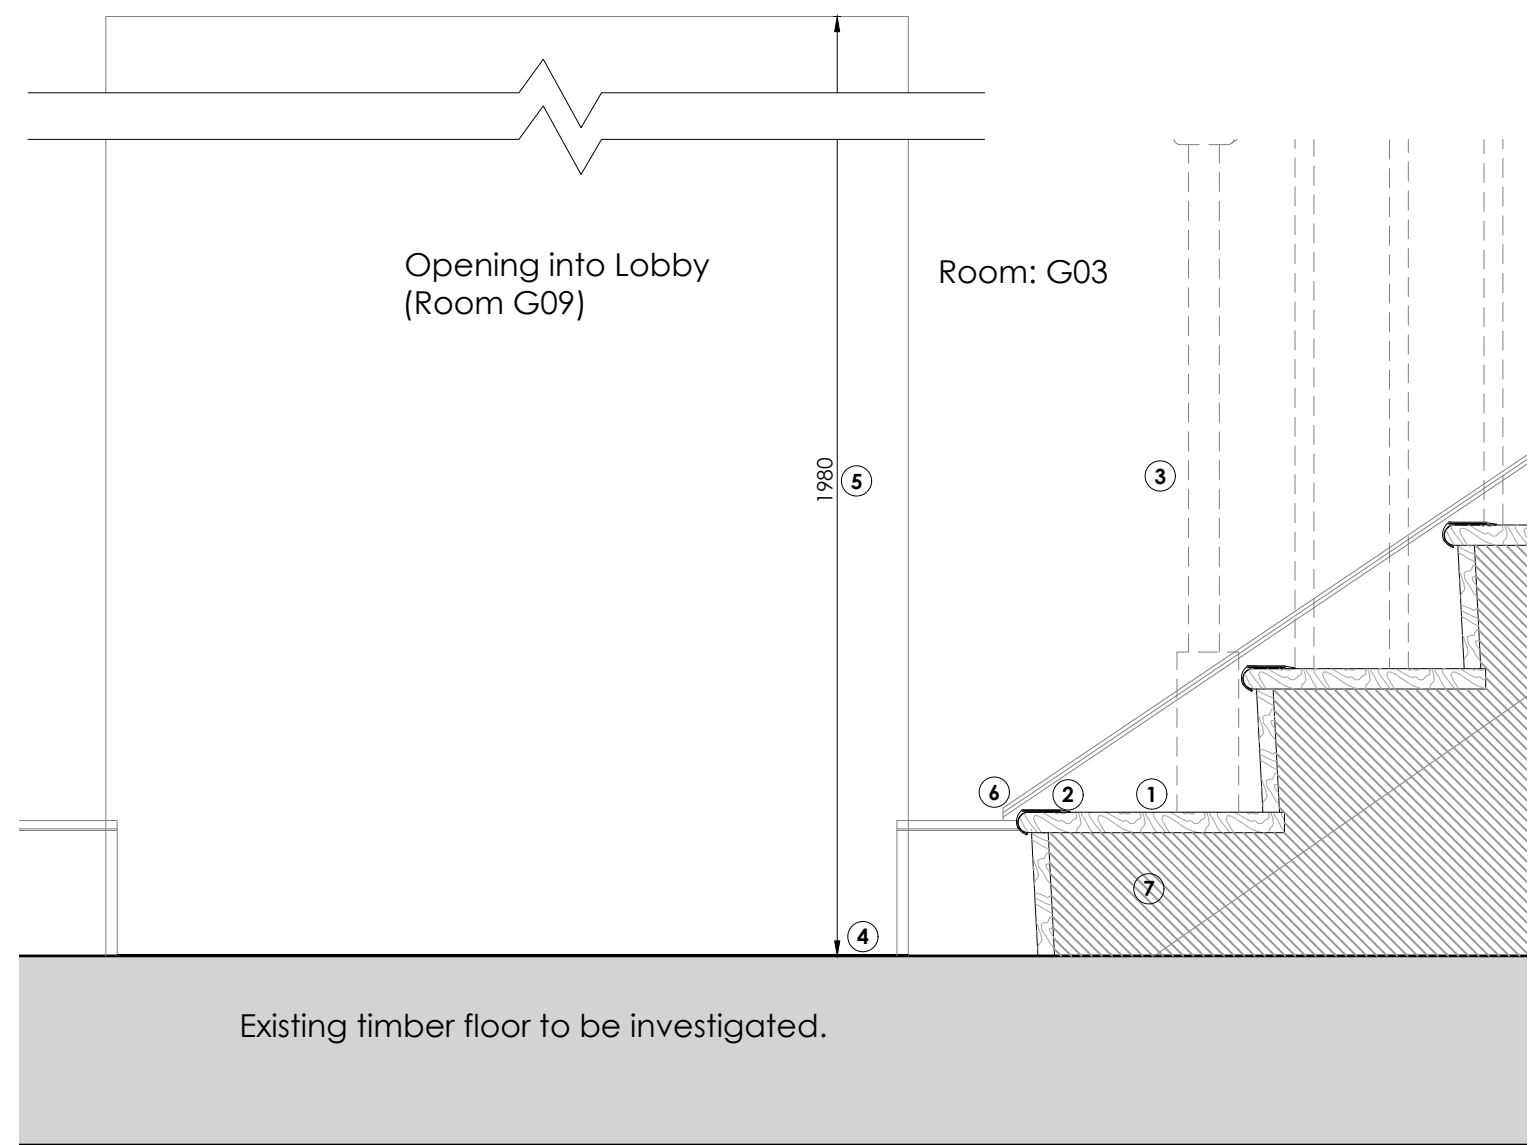 Opening into Lobby
(Room G09)
Room: G03
1980
5
3
6
2
1
7
4
Existing timber floor to be investigated.